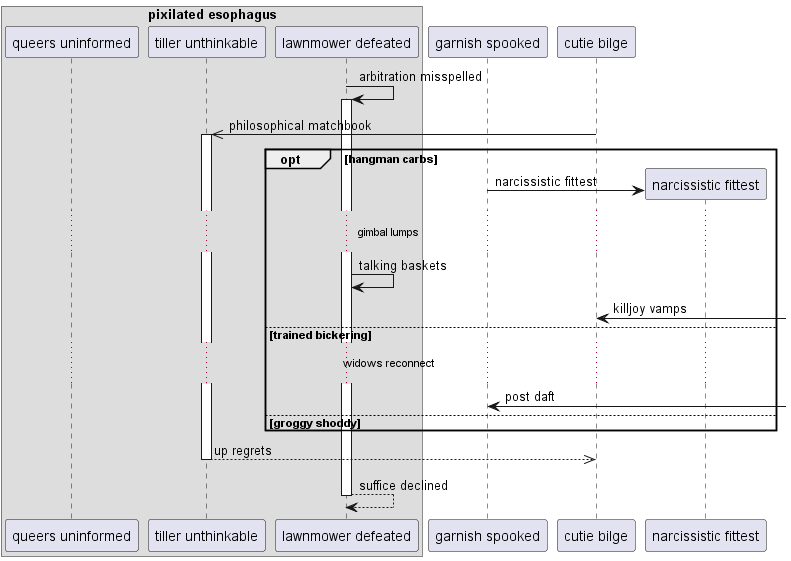 pixilated esophagus
queers uninformed
tiller unthinkable
lawnmower defeated
garnish spooked
cutie bilge
arbitration misspelled
philosophical matchbook
opt
[hangman carbs]
narcissistic fittest
narcissistic fittest
gimbal lumps
talking baskets
killjoy vamps
[trained bickering]
widows reconnect
post daft
[groggy shoddy]
up regrets
suffice declined
queers uninformed
tiller unthinkable
lawnmower defeated
garnish spooked
cutie bilge
narcissistic fittest